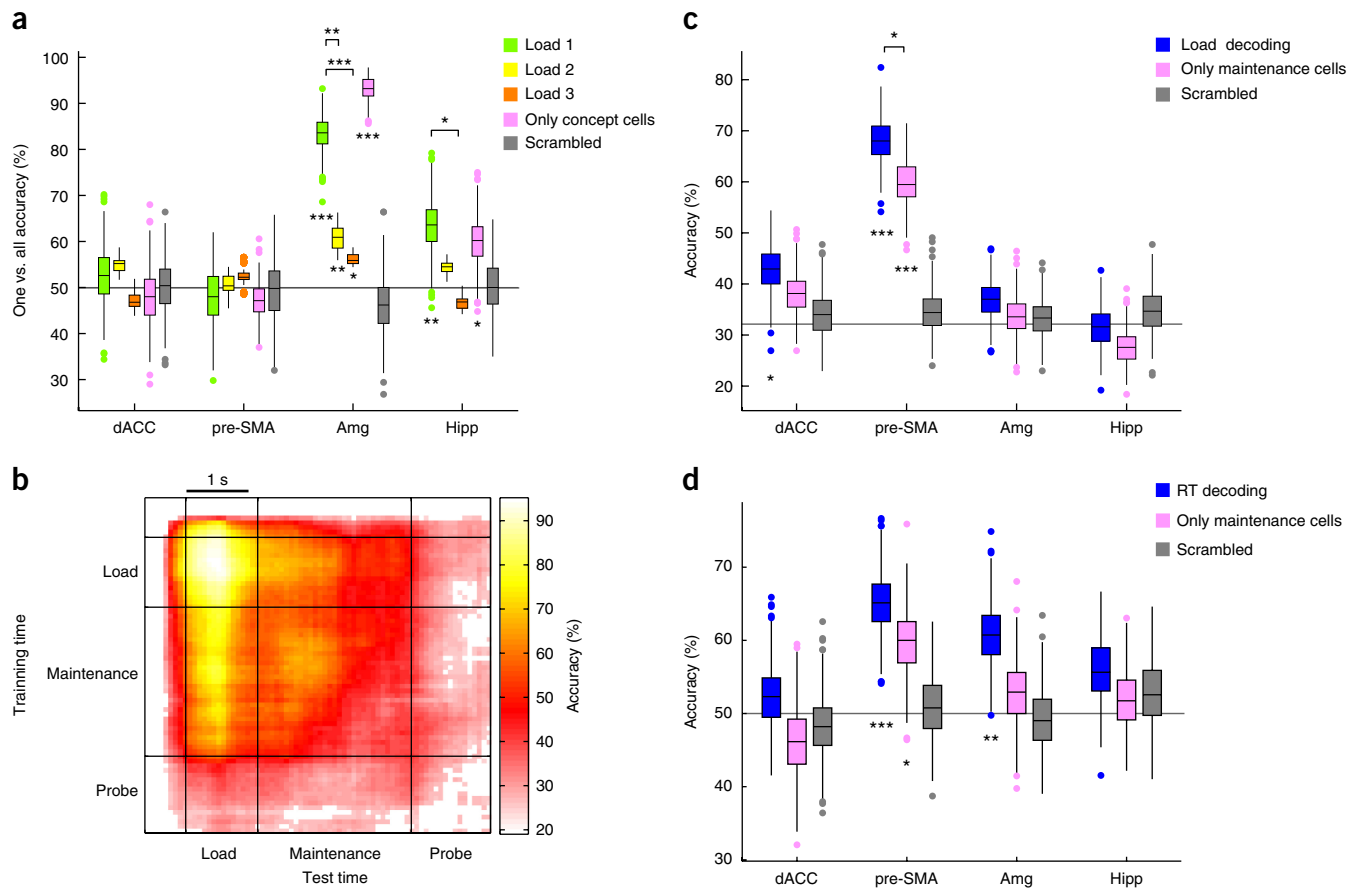 a
One vs. all accuracy (%)
100
90
80
70
60
50
40
30
** 
***
***
***
**
*
*
**
*
Load 1
Load 2
Load 3
Only concept cells
Scrambled
dACC pre-SMA Amg Hipp
b
1 s
Trainning time
Load
Maintenance
Probe
Load Maintenance Probe
Test time
Accuracy (%)
90
80
70
60
50
40
30
20
c
Accuracy (%)
80
70
60
50
40
30
20
*
***
***
*
Load decoding
Only maintenance cells
Scrambled
dACC pre-SMA Amg Hipp
d
Accuracy (%)
70
60
50
40
30
***
*
**
RT decoding
Only maintenance cells
Scrambled
dACC pre-SMA Amg Hipp